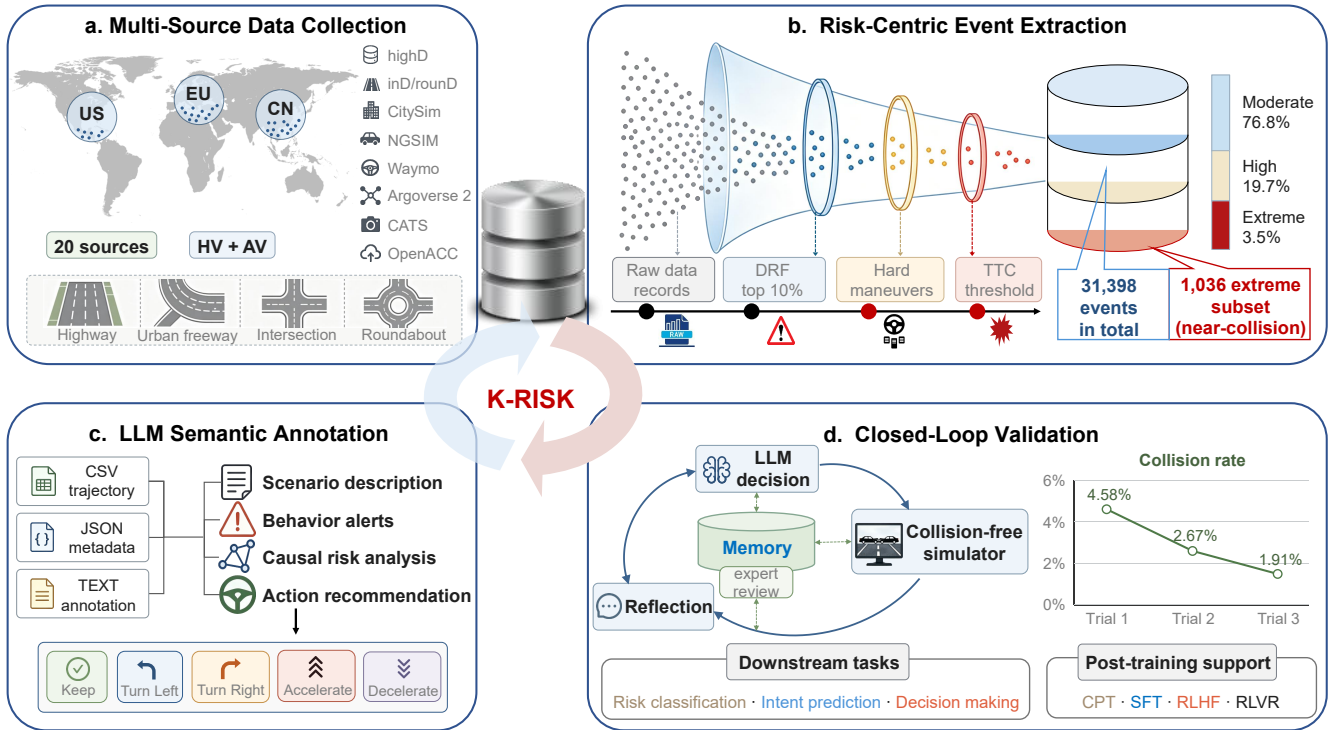 a. Multi-Source Data Collection
US
EU
CN
highD
inD/rounD
CitySim
NGSIM
Waymo
Argoverse 2
CATS
OpenACC
20 sources
HV + AV
Highway
Urban freeway
Intersection
Roundabout
b. Risk-Centric Event Extraction
Moderate
76.8%
High
19.7%
Extreme
3.5%
Raw data
records
DRF
top 10%
Hard
maneuvers
TTC
threshold
RAW
31,398
events
in total
1,036 extreme
subset
(near-collision)
K-RISK
c. LLM Semantic Annotation
CSV
trajectory
JSON
metadata
TEXT
annotation
Scenario description
Behavior alerts
Causal risk analysis
Action recommendation
Keep
Turn Left
Turn Right
Accelerate
Decelerate
d. Closed-Loop Validation
LLM
decision
Memory
expert
review
Collision-free
simulator
Reflection
Collision rate
6%
4%
2%
0%
4.58%
2.67%
1.91%
Trial 1
Trial 2
Trial 3
Downstream tasks
Risk classification · Intent prediction · Decision making
Post-training support
CPT · SFT · RLHF · RLVR